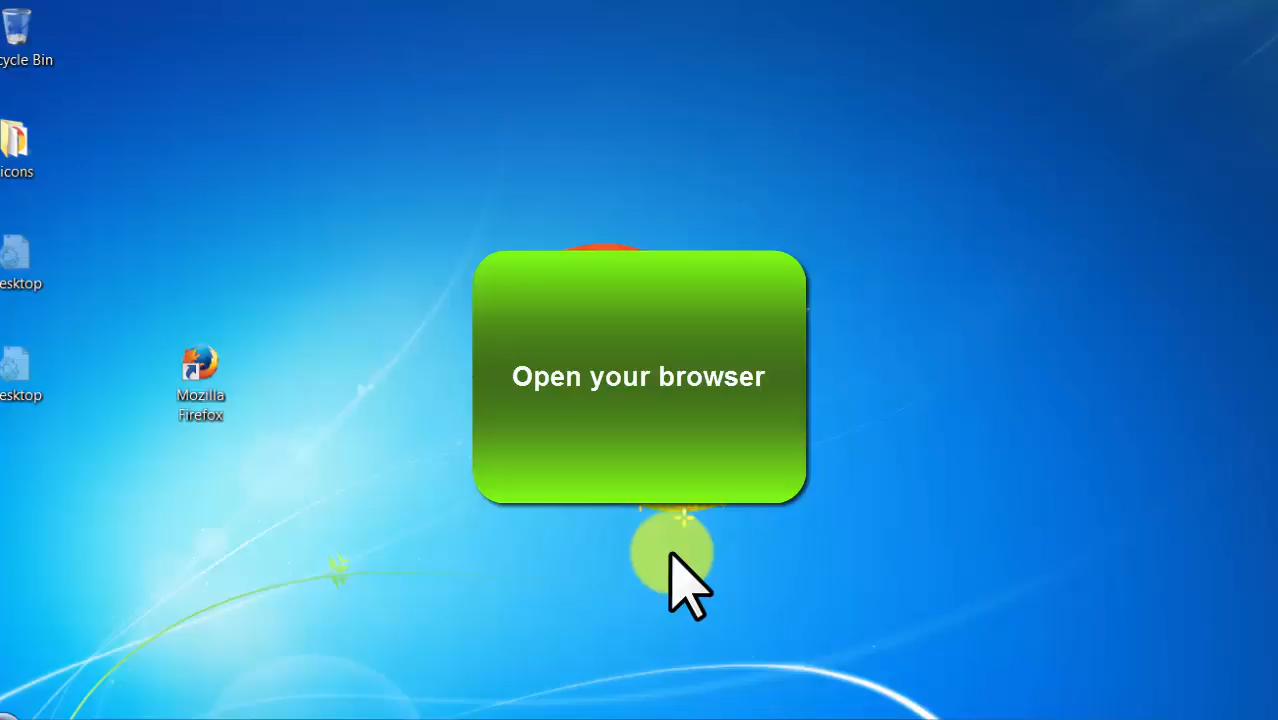 cycle Bin
icons
esktop
esktop
Mozilla
Firefox
Open your browser